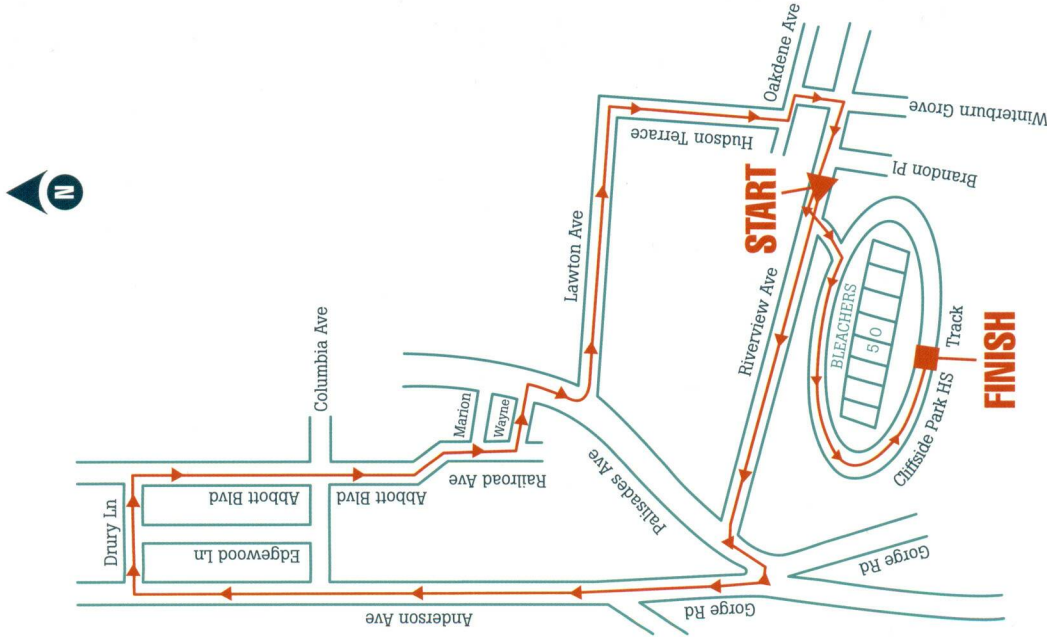 N
Oakdene Ave
Winterburn Grove
Hudson Terrace
Brandon Pl
START
Lawton Ave
Riverview Ave
BLEACHERS
5 0
Track
FINISH
Cliffside Park HS
Columbia Ave
Marion
Wayne
Railroad Ave
Palisades Ave
Abbott Blvd
Abbott Blvd
Drury Ln
Edgewood Ln
Anderson Ave
Gorge Rd
Gorge Rd